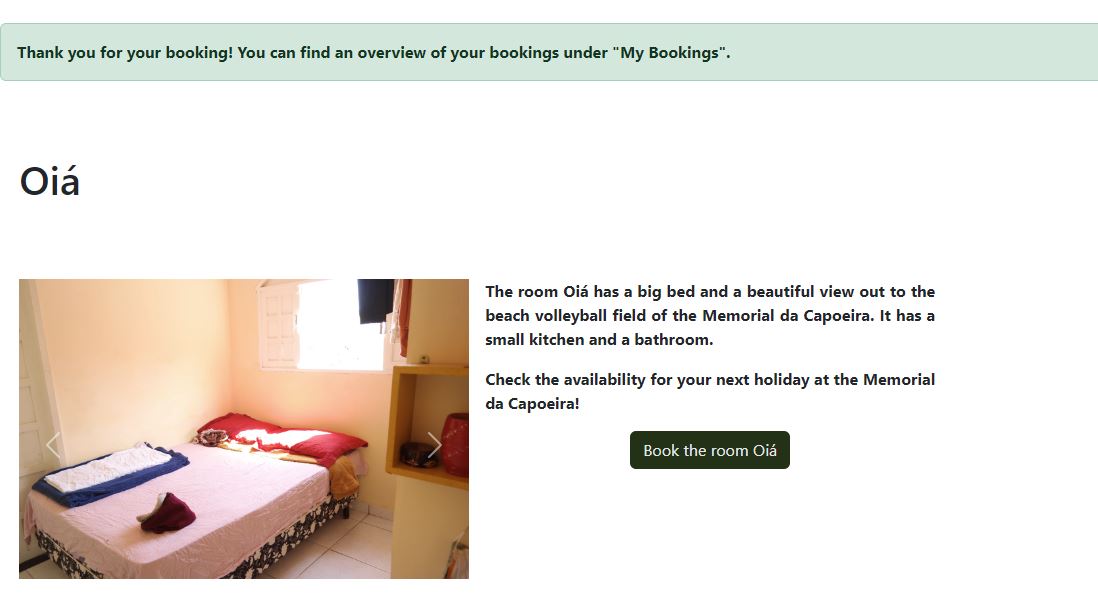 Thank you for your booking! You can find an overview of your bookings under "My Bookings".
Oiá
The room Oiá has a big bed and a beautiful view out to the
beach volleyball field of the Memorial da Capoeira. It has a
small kitchen and a bathroom.
Check the availability for your next holiday at the Memorial
da Capoeira!
Book the room Oiá